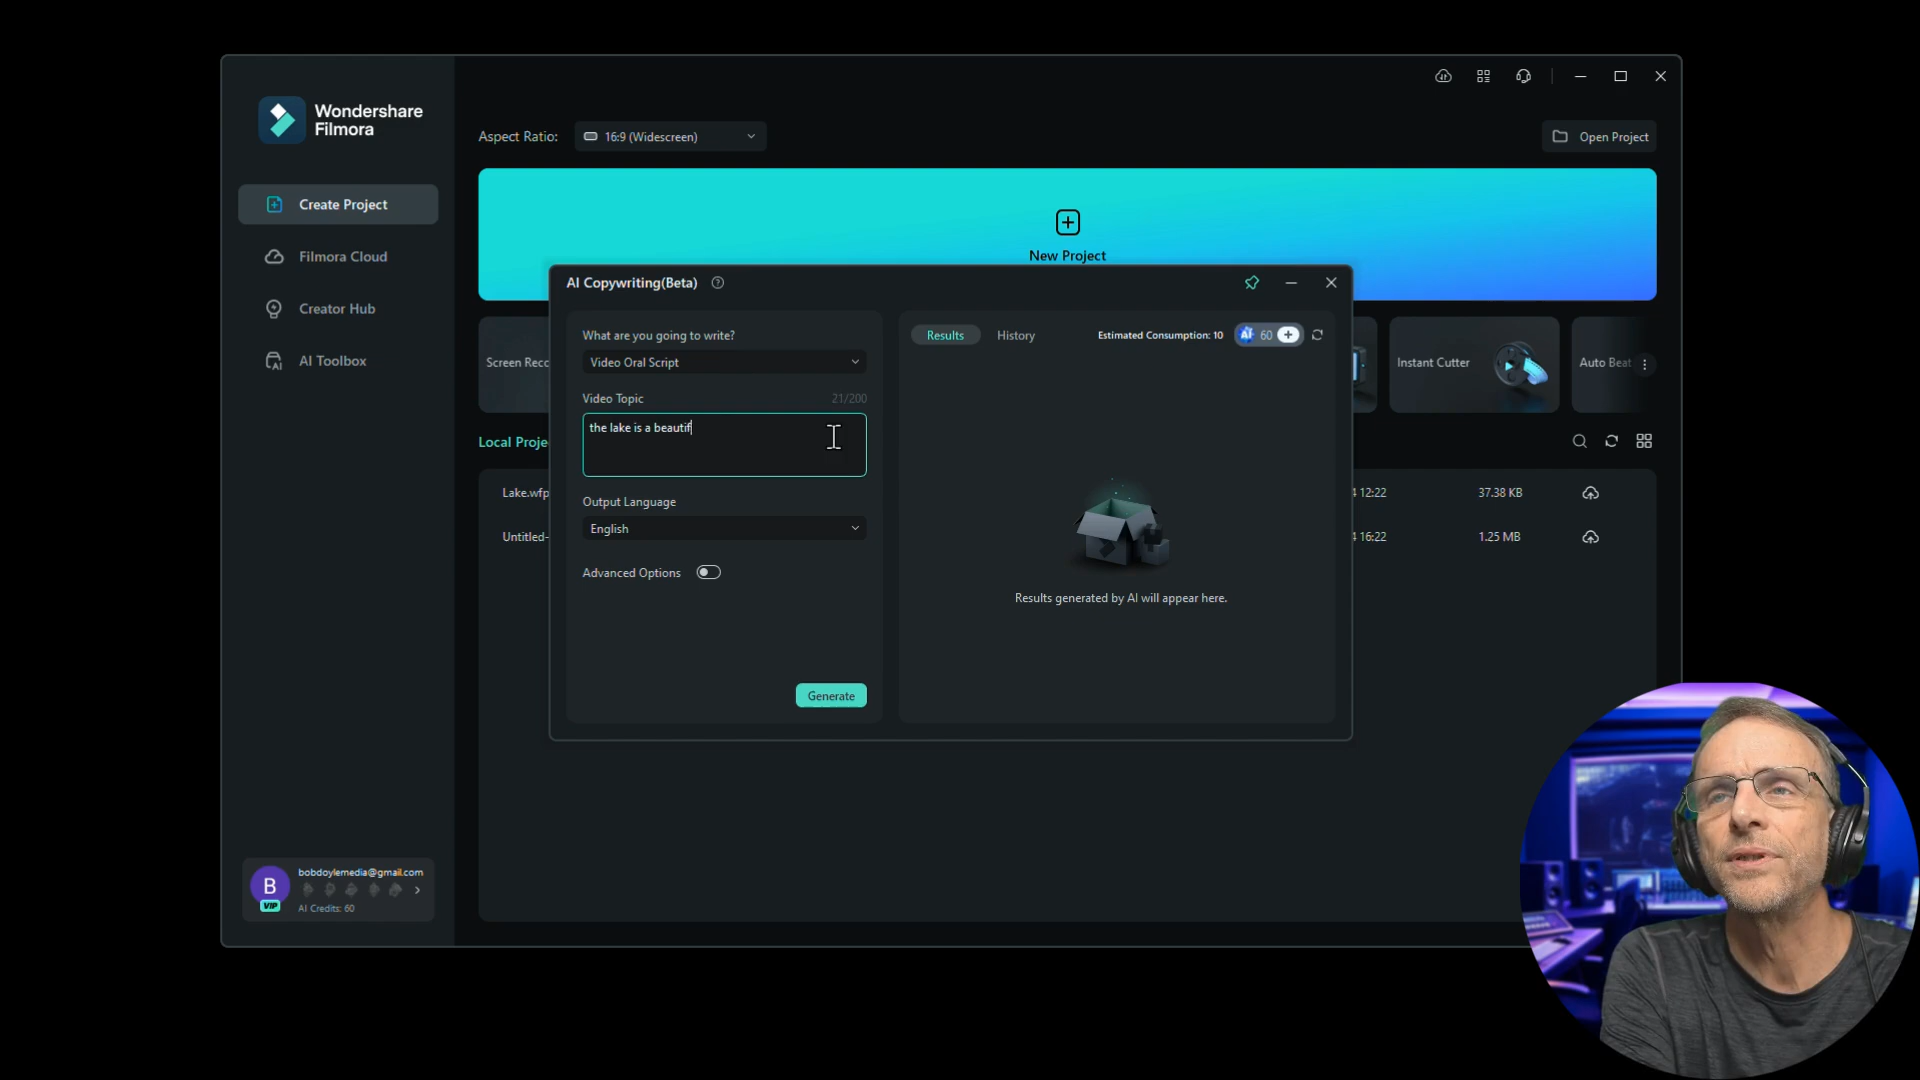 Wondershare
Filmora
Aspect Ratio:
16:9 (Widescreen)
Open Project
Create Project
Filmora Cloud
Creator Hub
AI Toolbox
New Project
AI Copywriting(Beta)
What are you going to write?
Video Oral Script
Results
History
Estimated Consumption: 10
AI 60
Screen Reco
Instant Cutter
Auto Beat
Video Topic
21/200
the lake is a beautif
Local Proje
Output Language
English
Lake.wfp
12:22
37.38 KB
Untitled-
16:22
1.25 MB
Advanced Options
Results generated by AI will appear here.
Generate
B
VIP
bobdoylemedia@gmail.com
AI Credits: 60